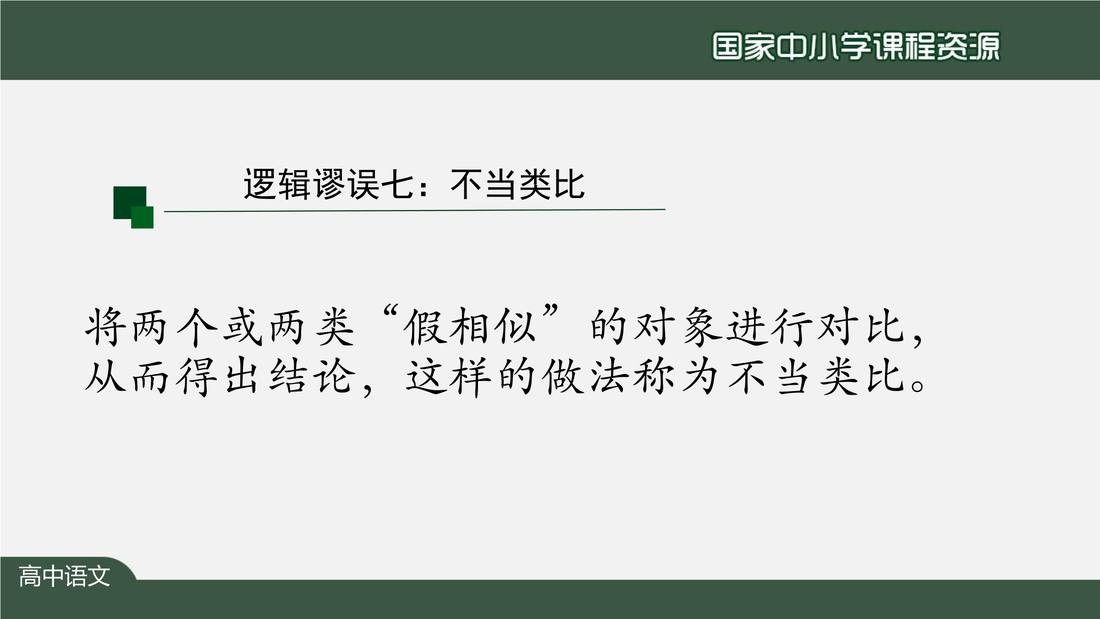 国家中小学课程资源
逻辑谬误七：不当类比
将两个或两类“假相似”的对象进行对比，
从而得出结论，这样的做法称为不当类比。
高中语文